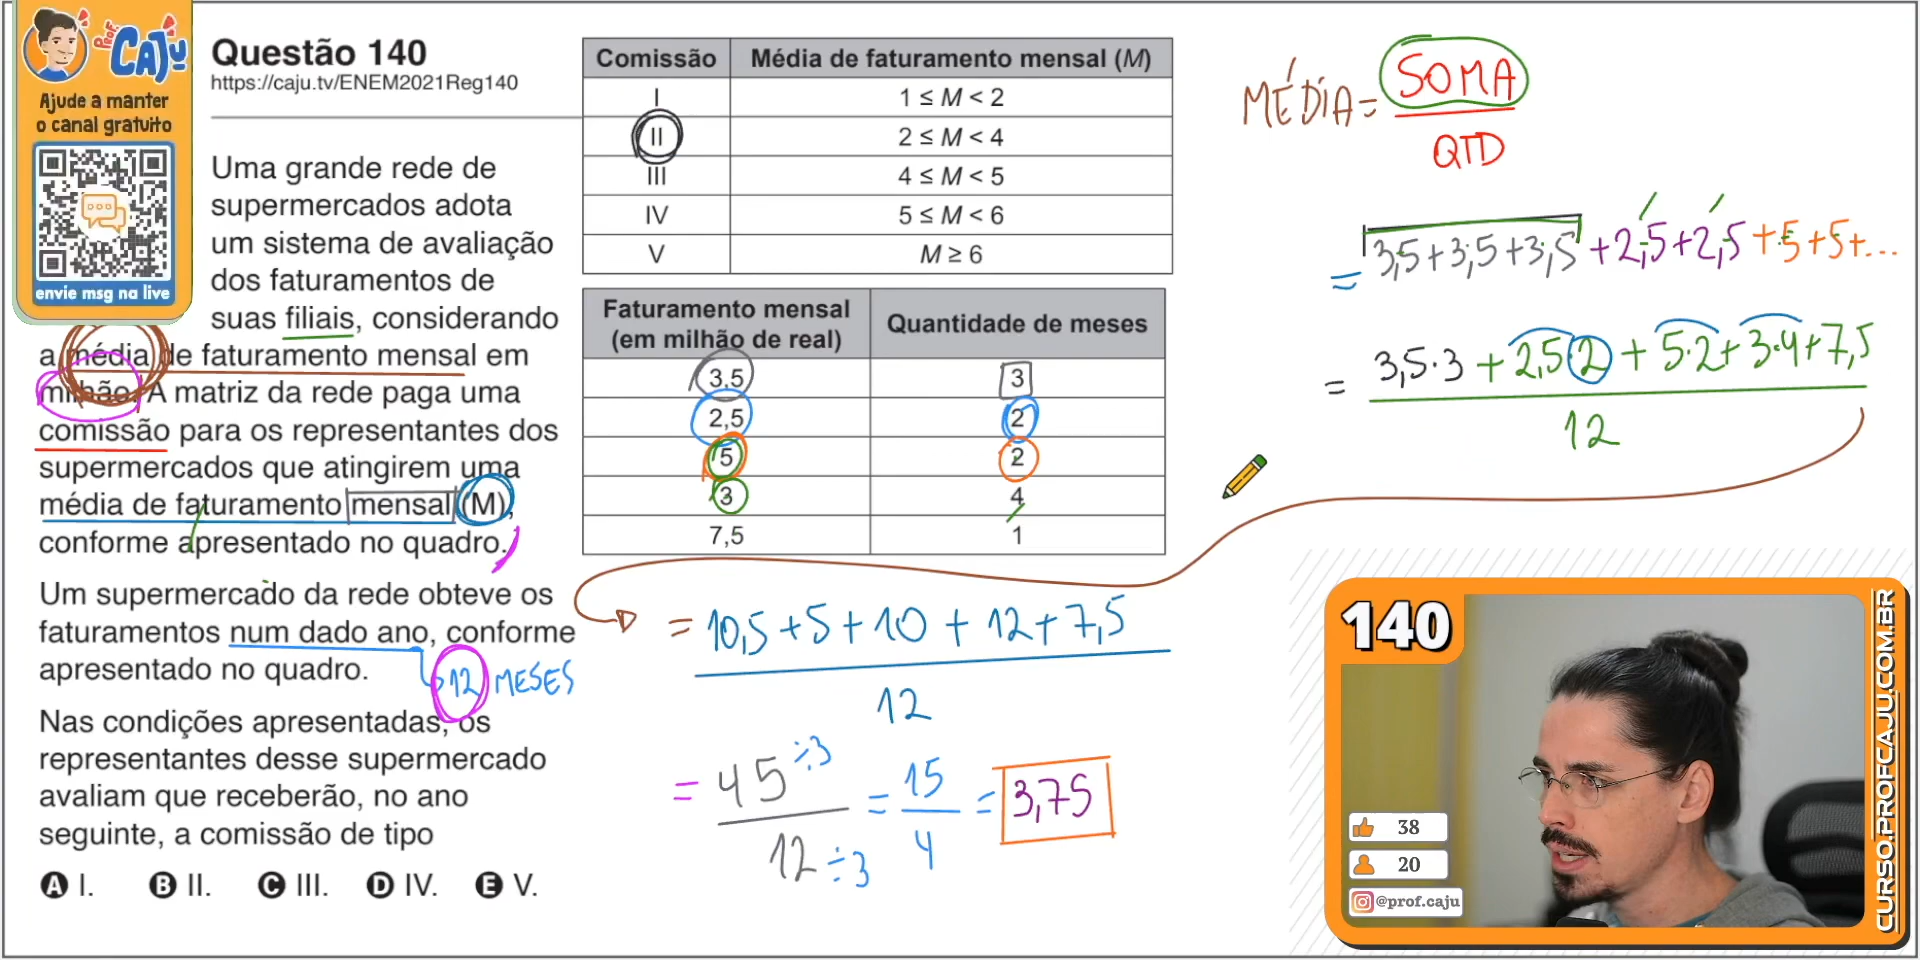 PROF.
CAJU
Ajude a manter
o canal gratuito
envie msg na live
Questão 140
https://caju.tv/ENEM2021Reg140
Uma grande rede de
supermercados adota
um sistema de avaliação
dos faturamentos de
suas filiais, considerando
a média de faturamento mensal em
milhão. A matriz da rede paga uma
comissão para os representantes dos
supermercados que atingirem uma
média de faturamento mensal (M),
conforme apresentado no quadro.
Um supermercado da rede obteve os
faturamentos num dado ano, conforme
apresentado no quadro.
12 MESES
Nas condições apresentadas, os
representantes desse supermercado
avaliam que receberão, no ano
seguinte, a comissão de tipo
A I. B II. C III. D IV. E V.
Comissão Média de faturamento mensal (M)
I 1 ≤ M < 2
II 2 ≤ M < 4
III 4 ≤ M < 5
IV 5 ≤ M < 6
V M ≥ 6
Faturamento mensal
(em milhão de real) Quantidade de meses
3,5 3
2,5 2
5 2
3 4
7,5 1
MÉDIA = SOMA
QTD
= 3,5+3,5+3,5 +2,5+2,5 +5+5+...
= 3,5·3 + 2,5·2 + 5·2 + 3·4 + 7,5
12
= 10,5 + 5 + 10 + 12 + 7,5
12
= 45 ÷3 = 15 = 3,75
12 ÷3 4
140
38
20
@prof.caju
CURSO.PROFCAJU.COM.BR